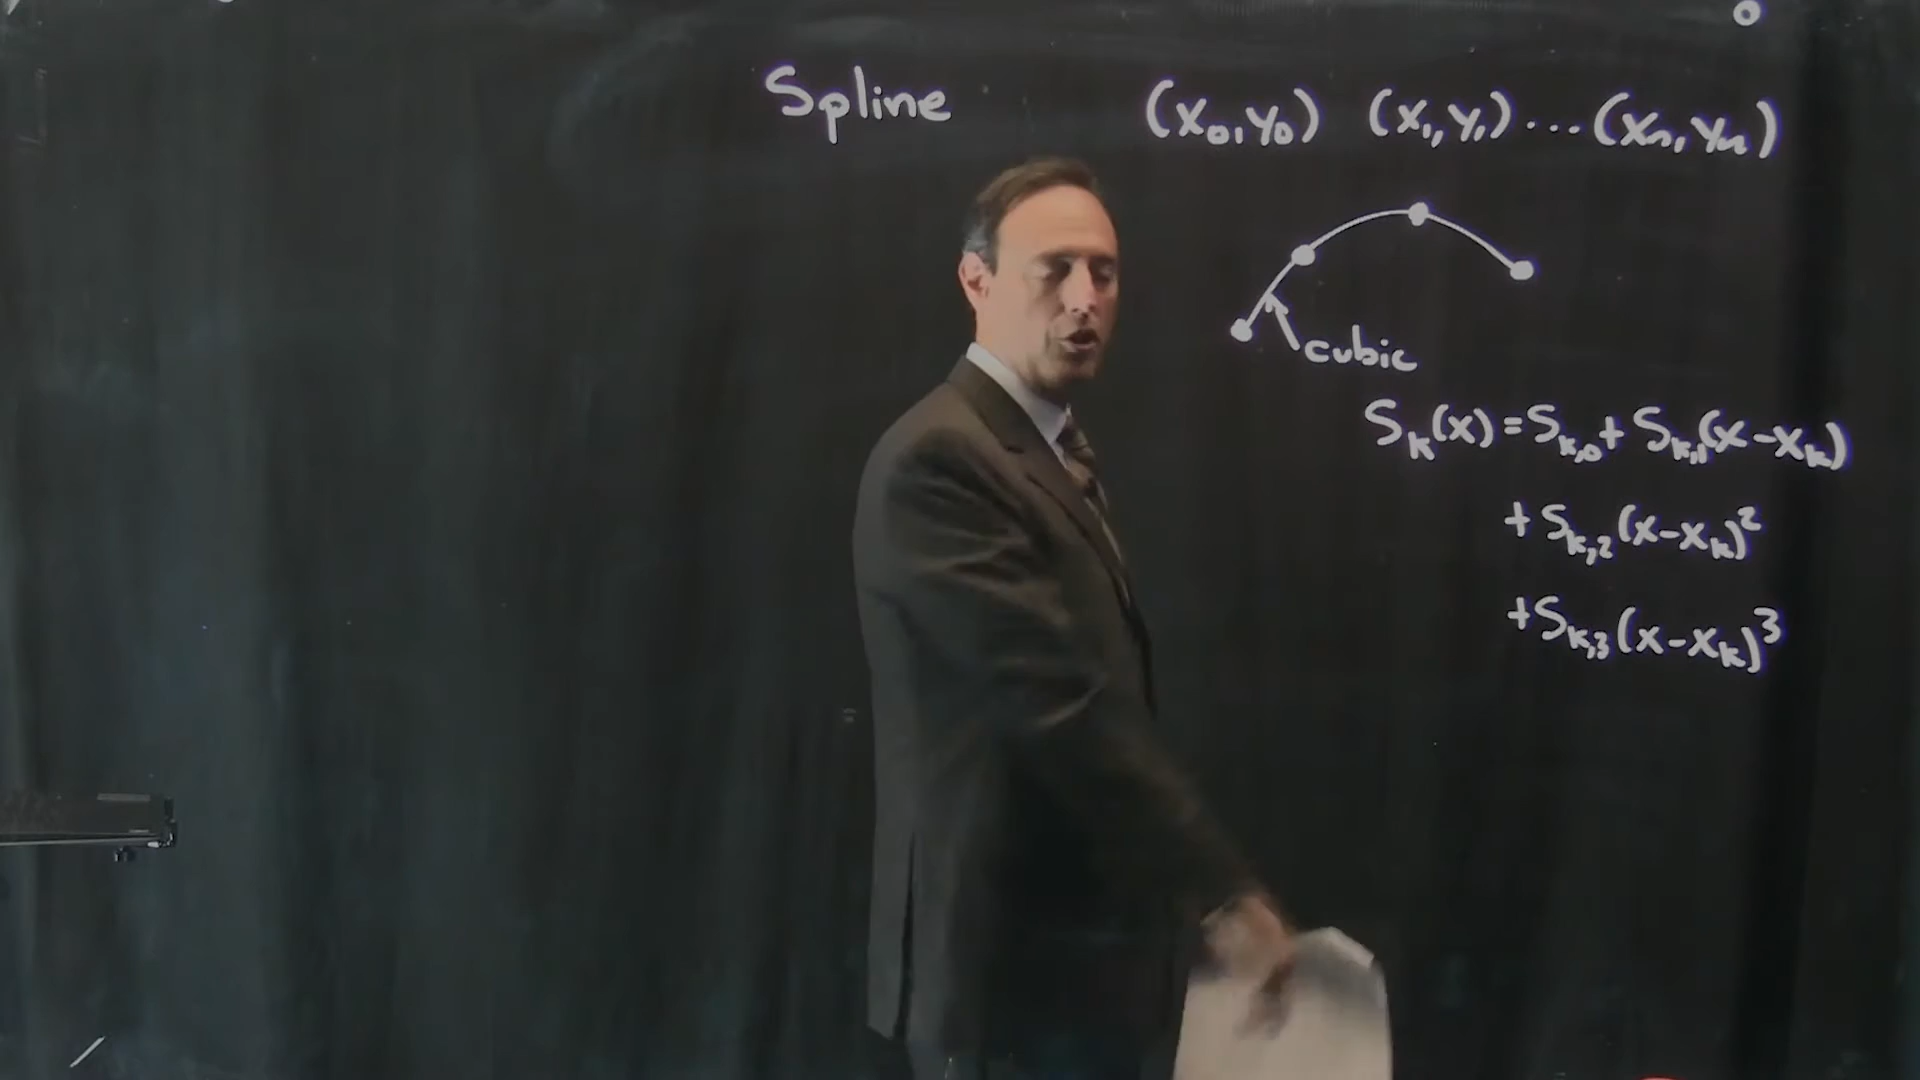 Spline (x₀,y₀) (x₁,y₁)...(xₙ,yₙ)
cubic
Sₖ(x)=Sₖ,₀+Sₖ,₁(x-xₖ)
+Sₖ,₂(x-xₖ)²
+Sₖ,₃(x-xₖ)³